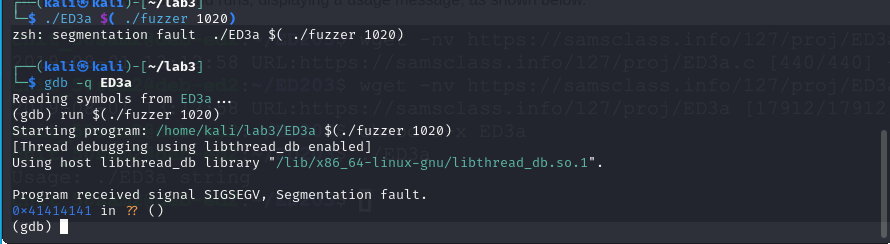 ┌──(kali㉿kali)-[~/lab3]
└─$ ./ED3a $( ./fuzzer 1020)
zsh: segmentation fault  ./ED3a $( ./fuzzer 1020)
┌──(kali㉿kali)-[~/lab3]
└─$ gdb -q ED3a
Reading symbols from ED3a...
(gdb) run $(./fuzzer 1020)
Starting program: /home/kali/lab3/ED3a $(./fuzzer 1020)
[Thread debugging using libthread_db enabled]
Using host libthread_db library "/lib/x86_64-linux-gnu/libthread_db.so.1".
Usage: ./ED3a string
Program received signal SIGSEGV, Segmentation fault.
0x41414141 in ?? ()
(gdb)